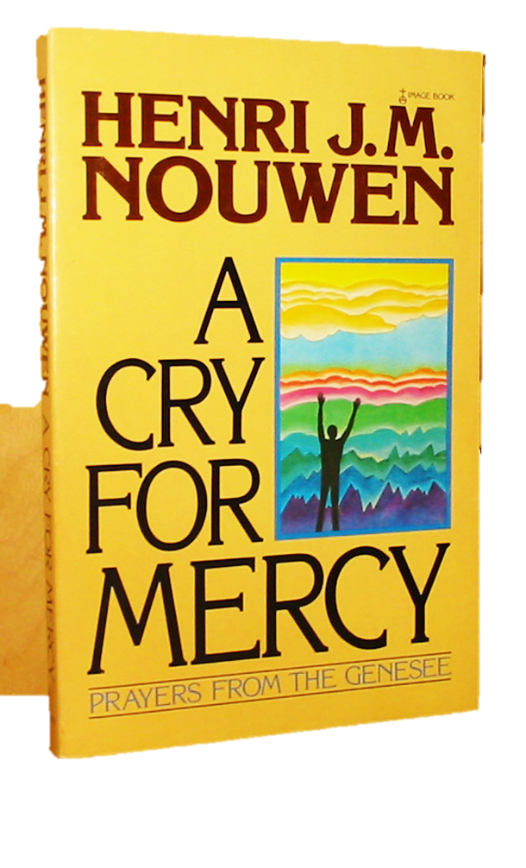 IMAGE BOOK
HENRI J.M.
NOUWEN
A
CRY
FOR
MERCY
PRAYERS FROM THE GENESEE
HENRI J.M. NOUWEN A CRY FOR MERCY